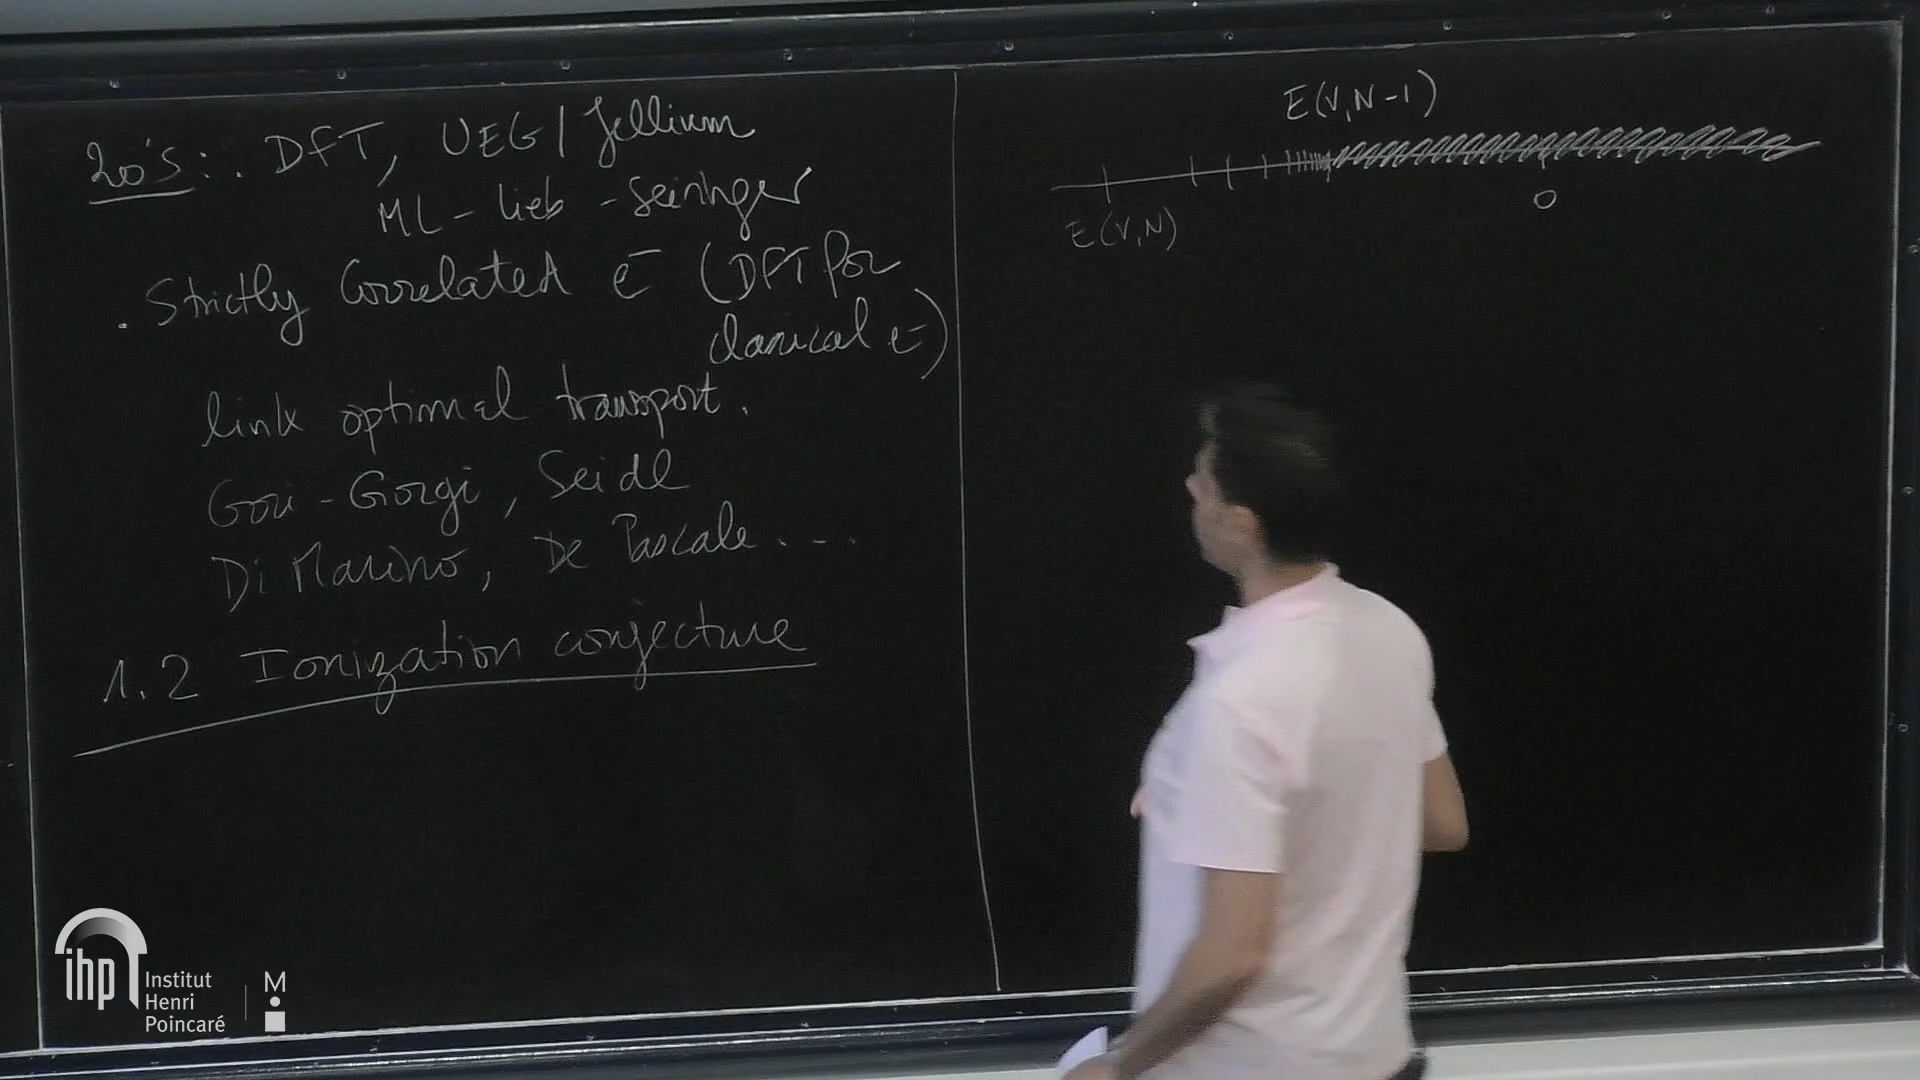 20's: . DFT, UEG / Jellium
ML - Lieb - Seiringer
. Strictly Correlated e⁻ (DFT for
classical e⁻)
link optimal transport.
Gori - Giorgi, Seidl
Di Marino, De Pascale . . .
1.2 Ionization conjecture
E(V,N-1)
0
E(V,N)
ihp Institut
Henri
Poincaré
M